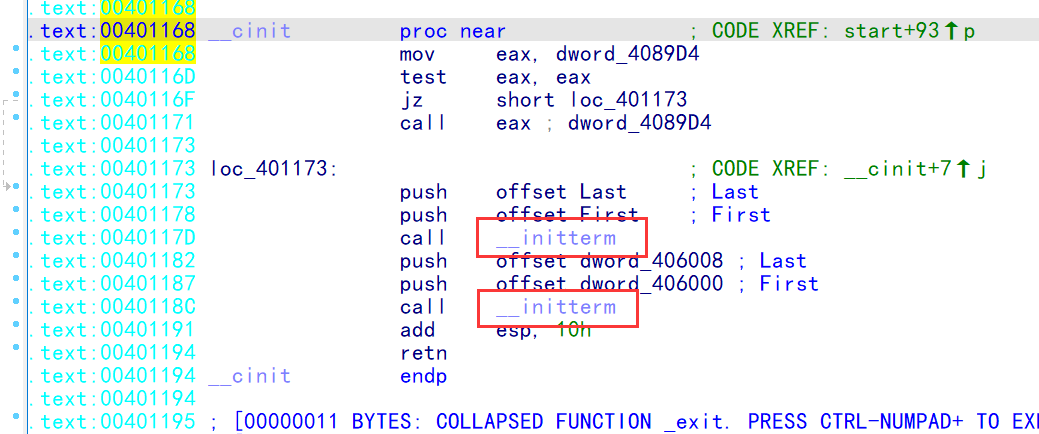 .text:00401168
.text:00401168 __cinit proc near ; CODE XREF: start+93↑p
.text:00401168 mov eax, dword_4089D4
.text:0040116D test eax, eax
.text:0040116F jz short loc_401173
.text:00401171 call eax ; dword_4089D4
.text:00401173
.text:00401173 loc_401173: ; CODE XREF: __cinit+7↑j
.text:00401173 push offset Last ; Last
.text:00401178 push offset First ; First
.text:0040117D call __initterm
.text:00401182 push offset dword_406008 ; Last
.text:00401187 push offset dword_406000 ; First
.text:0040118C call __initterm
.text:00401191 add esp, 10h
.text:00401194 retn
.text:00401194 __cinit endp
.text:00401194
.text:00401195 ; [00000011 BYTES: COLLAPSED FUNCTION _exit. PRESS CTRL-NUMPAD+ TO EX